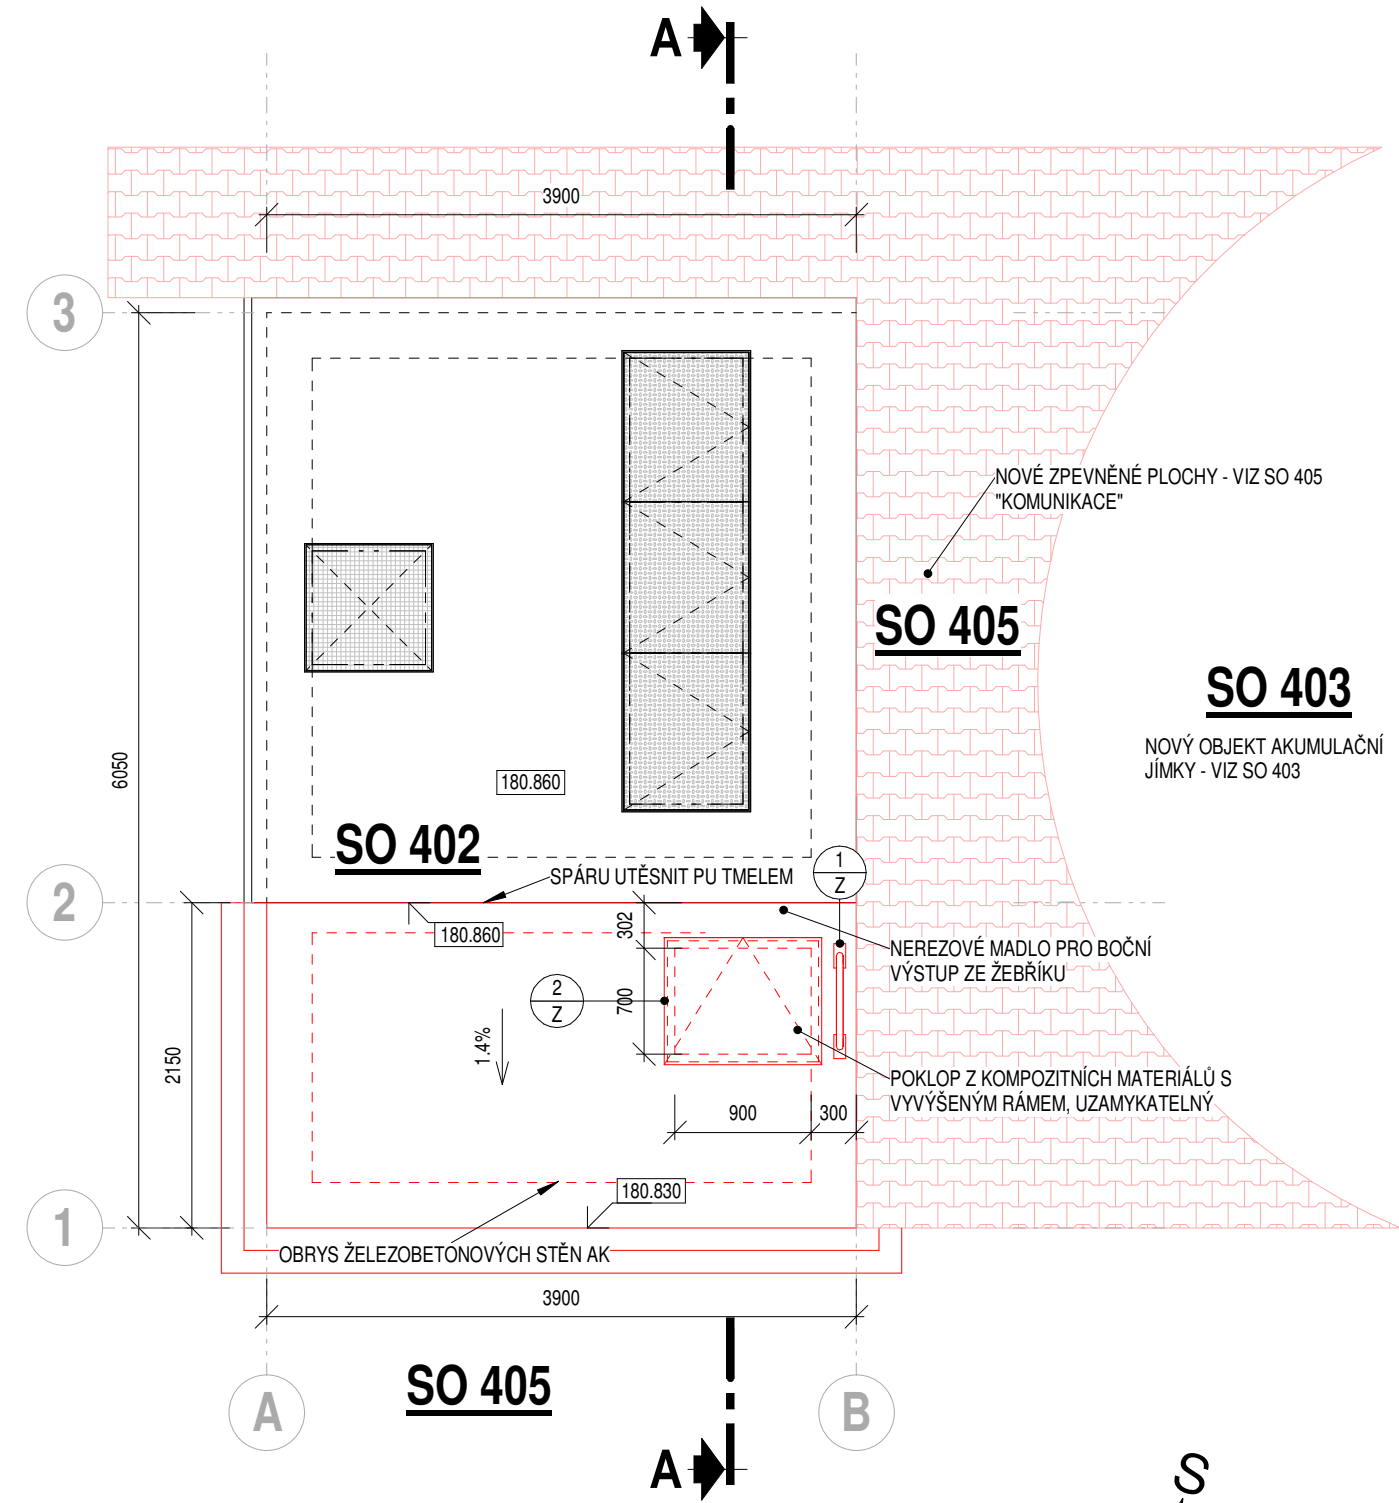 A
3900
3
NOVÉ ZPEVNĚNÉ PLOCHY - VIZ SO 405
"KOMUNIKACE"
SO 405
SO 403
NOVÝ OBJEKT AKUMULAČNÍ
JÍMKY - VIZ SO 403
6050
180.860
SO 402
1
Z
SPÁRU UTĚSNIT PU TMELEM
2
302
180.860
NEREZOVÉ MADLO PRO BOČNÍ
VÝSTUP ZE ŽEBŘÍKU
2
Z
700
1.4%
2150
POKLOP Z KOMPOZITNÍCH MATERIÁLŮ S
VYVÝŠENÝM RÁMEM, UZAMYKATELNÝ
900
300
180.830
1
OBRYS ŽELEZOBETONOVÝCH STĚN AK
3900
SO 405
A
B
A
S